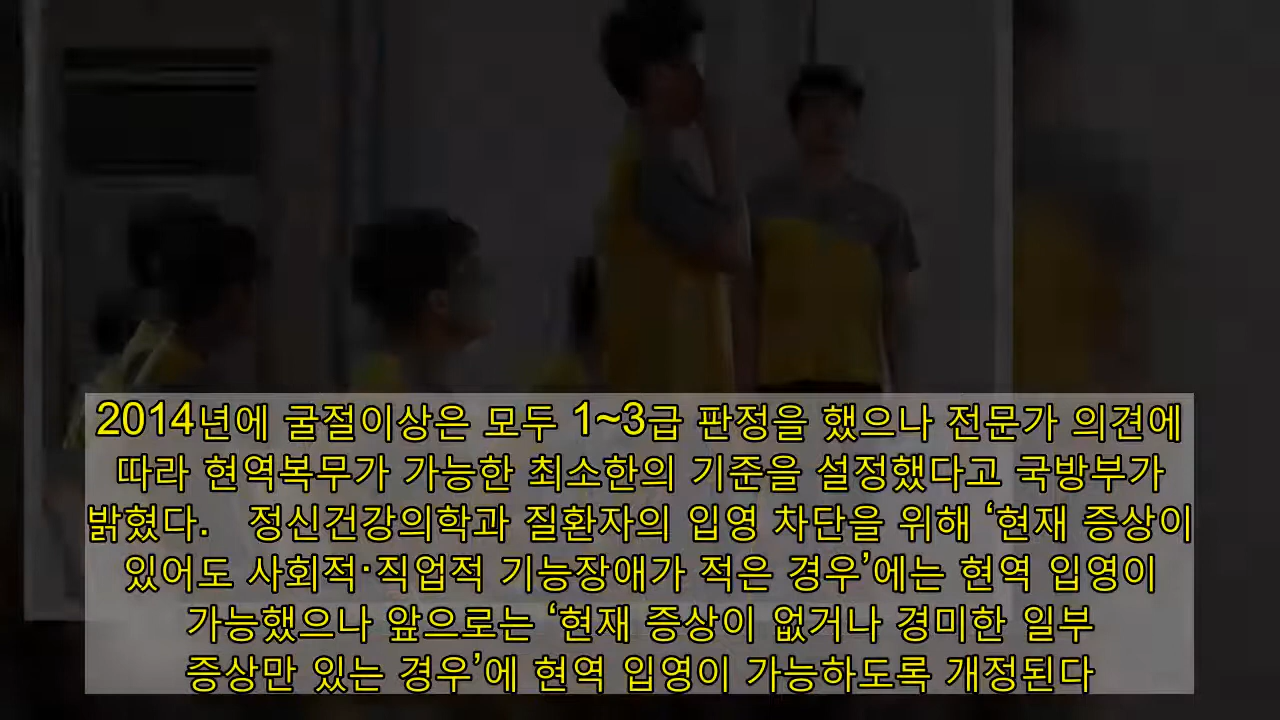 2014년에 굴절이상은 모두 1~3급 판정을 했으나 전문가 의견에
따라 현역복무가 가능한 최소한의 기준을 설정했다고 국방부가
밝혔다. 정신건강의학과 질환자의 입영 차단을 위해 ‘현재 증상이
있어도 사회적·직업적 기능장애가 적은 경우’에는 현역 입영이
가능했으나 앞으로는 ‘현재 증상이 없거나 경미한 일부
증상만 있는 경우’에 현역 입영이 가능하도록 개정된다